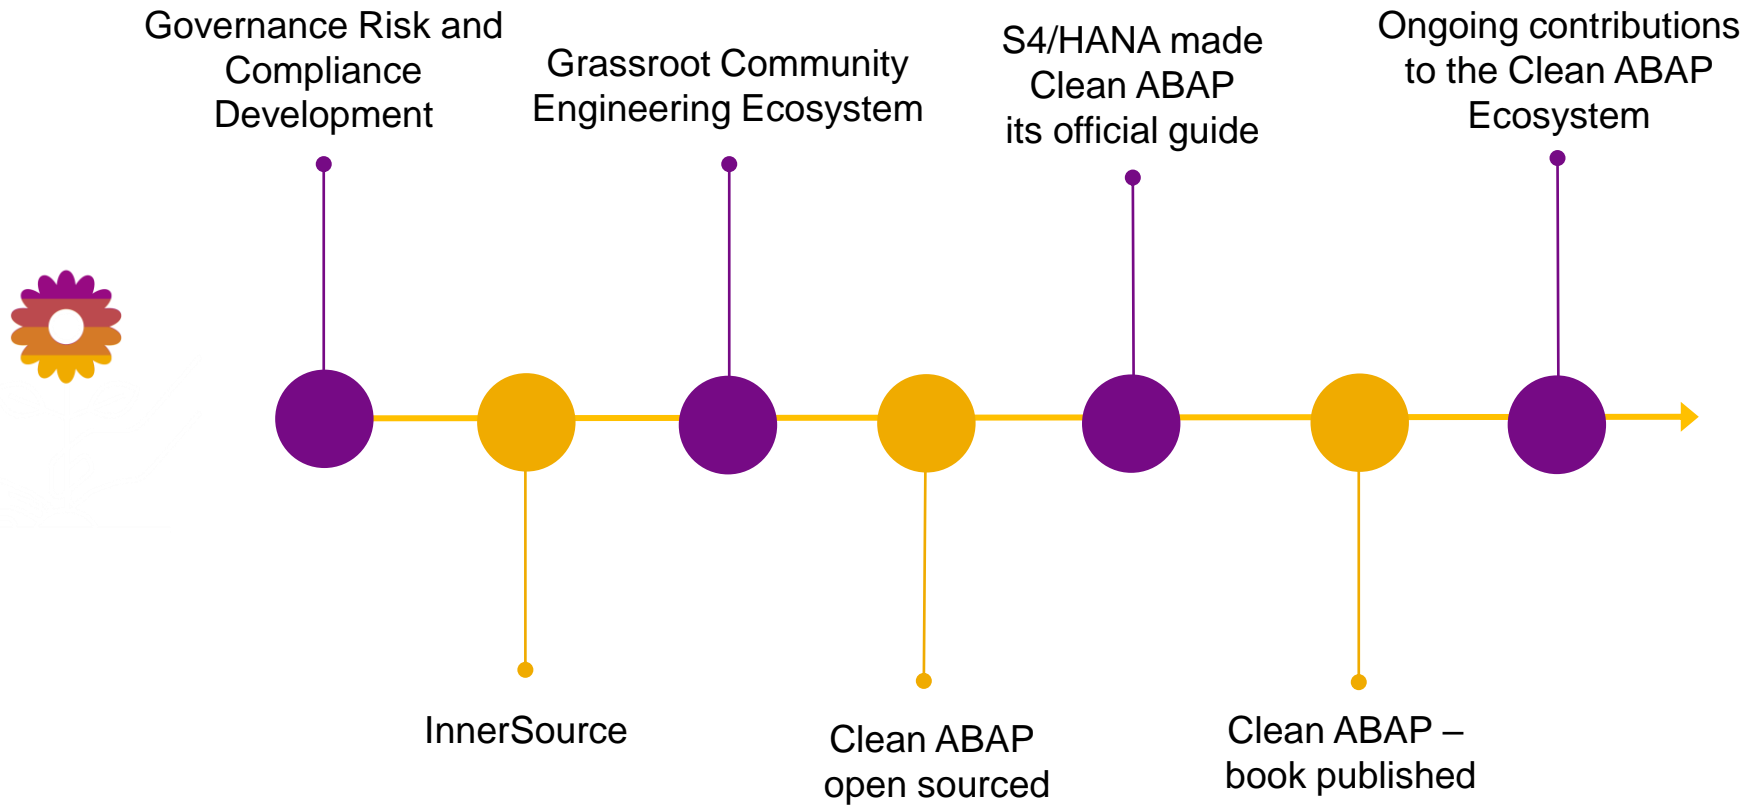 Governance Risk and
Compliance
Development
InnerSource
Grassroot Community
Engineering Ecosystem
Clean ABAP
open sourced
S4/HANA made
Clean ABAP
its official guide
Clean ABAP –
book published
Ongoing contributions
to the Clean ABAP
Ecosystem